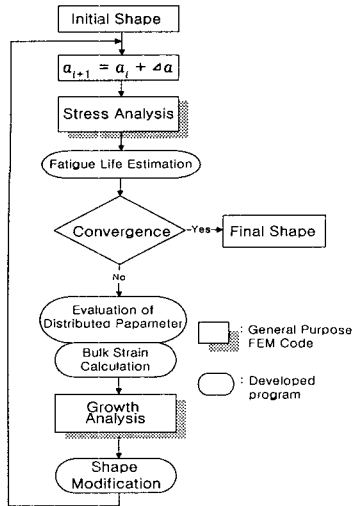 Initial Shape
a_{i+1} = a_i + Δa
Stress Analysis
Fatigue Life Estimation
Convergence
Yes
Final Shape
No
Evaluation of
Distributed Papameter
Bulk Strain
Calculation
Growth
Analysis
Shape
Modification
: General Purpose
FEM Code
: Developed
program